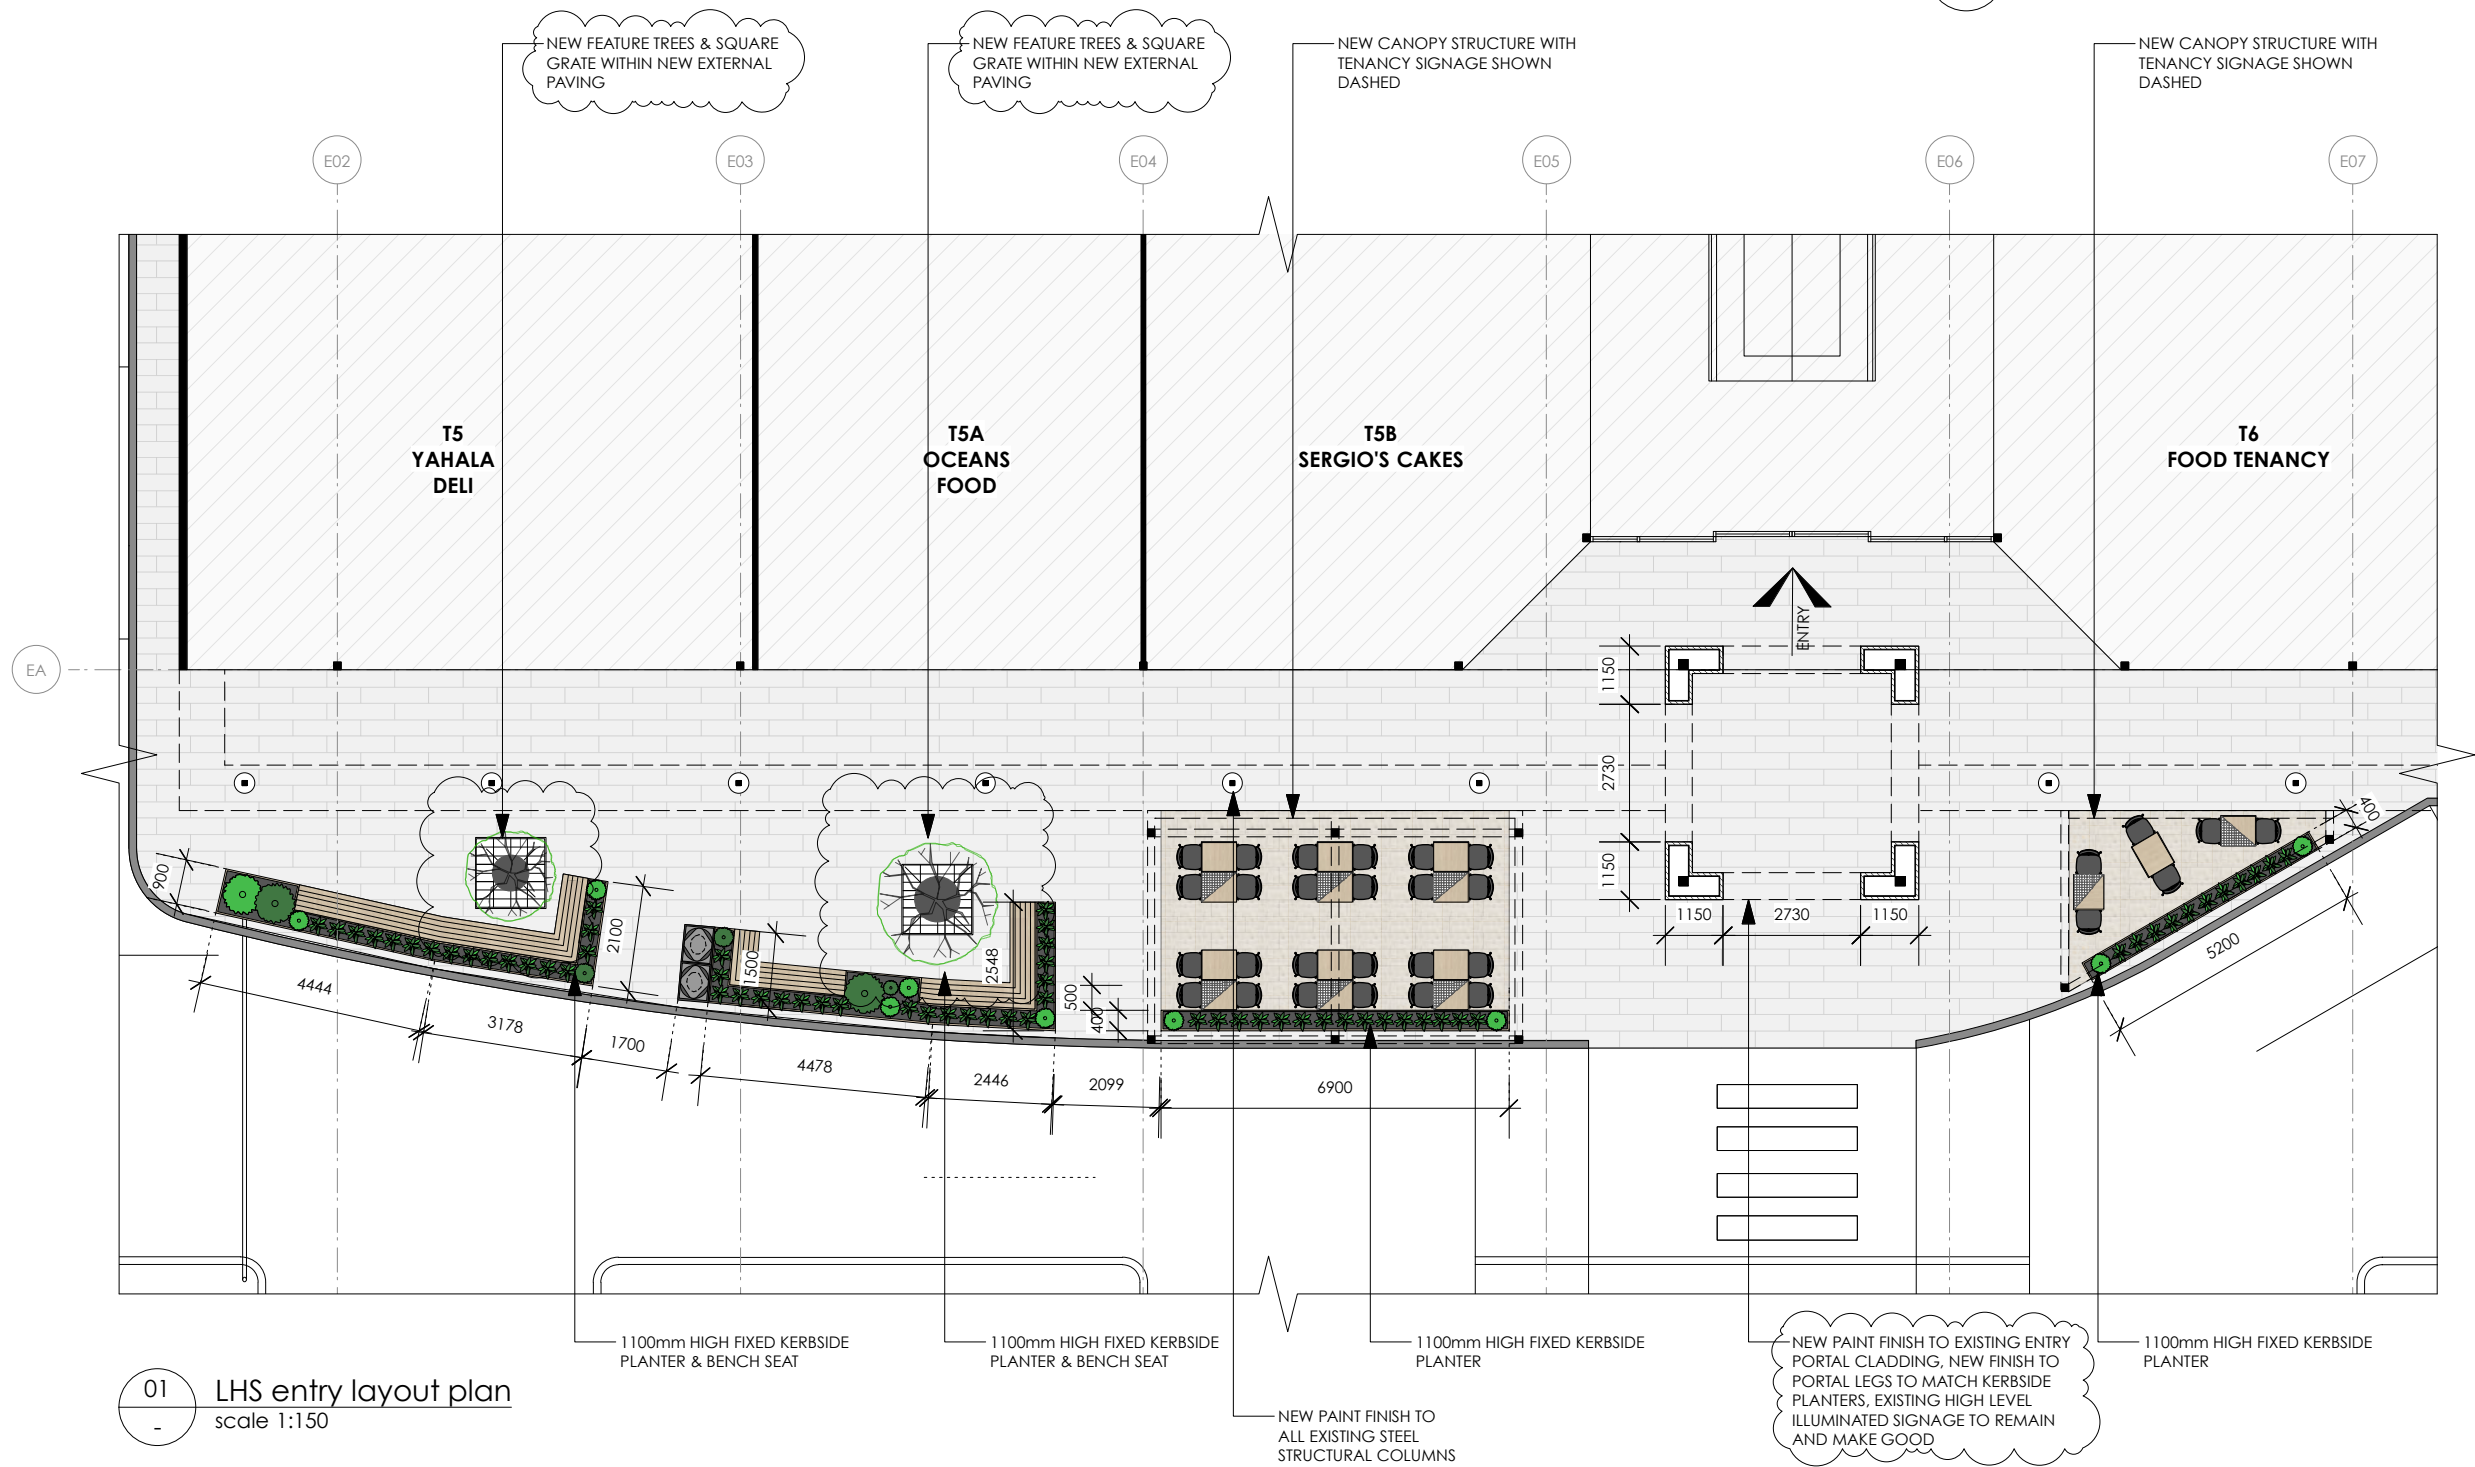 NEW FEATURE TREES & SQUARE
GRATE WITHIN NEW EXTERNAL
PAVING
NEW FEATURE TREES & SQUARE
GRATE WITHIN NEW EXTERNAL
PAVING
NEW CANOPY STRUCTURE WITH
TENANCY SIGNAGE SHOWN
DASHED
NEW CANOPY STRUCTURE WITH
TENANCY SIGNAGE SHOWN
DASHED
E02
E03
E04
E05
E06
E07
T5
YAHALA
DELI
T5A
OCEANS
FOOD
T5B
SERGIO'S CAKES
T6
FOOD TENANCY
ENTRY
EA
1150
2730
1150
1150
2730
1150
900
2100
1500
2548
500
400
400
5200
4444
3178
1700
4478
2446
2099
6900
1100mm HIGH FIXED KERBSIDE
PLANTER & BENCH SEAT
1100mm HIGH FIXED KERBSIDE
PLANTER & BENCH SEAT
1100mm HIGH FIXED KERBSIDE
PLANTER
NEW PAINT FINISH TO EXISTING ENTRY
PORTAL CLADDING, NEW FINISH TO
PORTAL LEGS TO MATCH KERBSIDE
PLANTERS, EXISTING HIGH LEVEL
ILLUMINATED SIGNAGE TO REMAIN
AND MAKE GOOD
1100mm HIGH FIXED KERBSIDE
PLANTER
NEW PAINT FINISH TO
ALL EXISTING STEEL
STRUCTURAL COLUMNS
01
-
LHS entry layout plan
scale 1:150